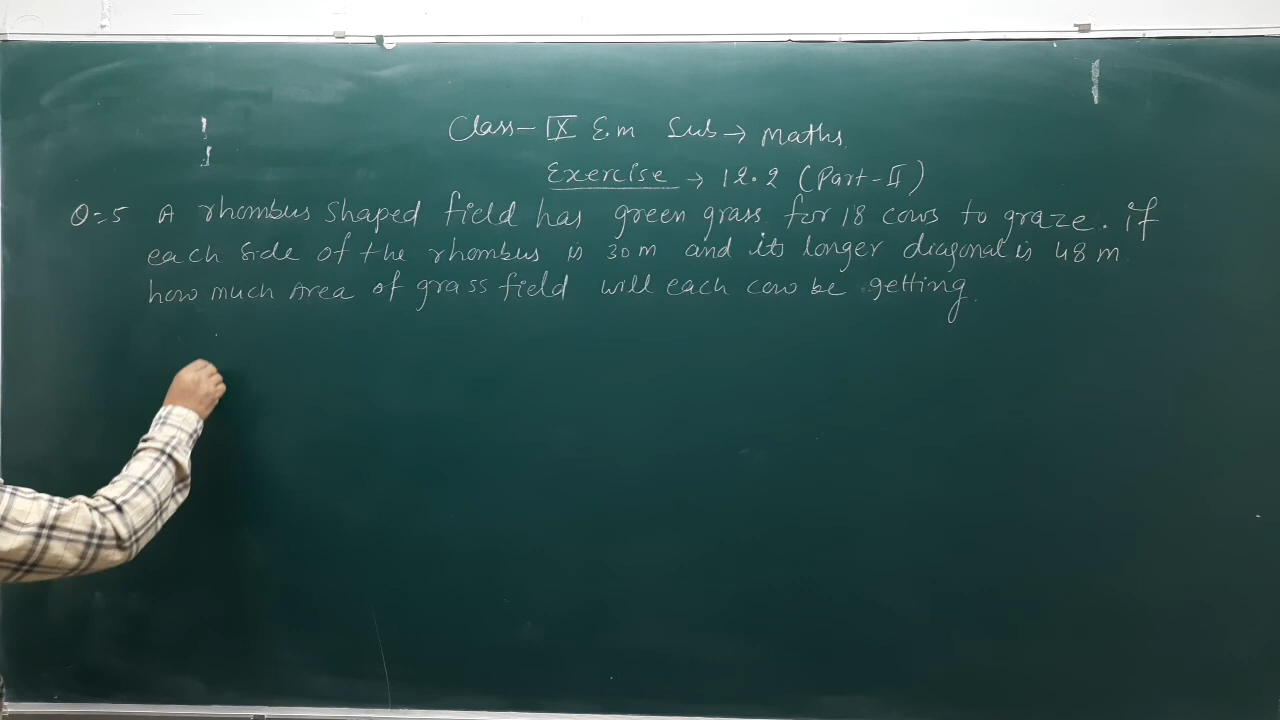 Class- IX E.m Sub → Maths.
Exercise → 12.2 (Part-II)
Q=5 A rhombus shaped field has green grass for 18 cows to graze. if
each side of the rhombus is 30 m and its longer diagonal is 48 m.
how much Area of grass field will each cow be getting.